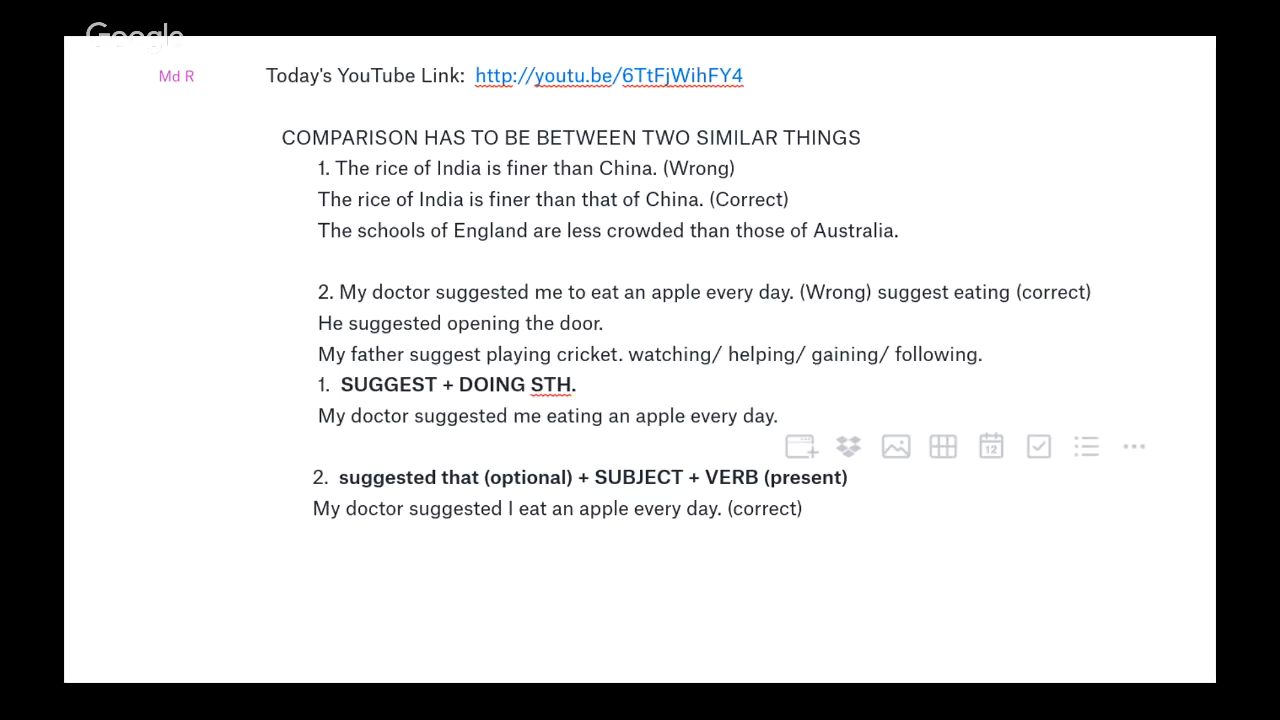 Google
Md R
Today's YouTube Link: http://youtu.be/6TtFjWihFY4
COMPARISON HAS TO BE BETWEEN TWO SIMILAR THINGS
1. The rice of India is finer than China. (Wrong)
The rice of India is finer than that of China. (Correct)
The schools of England are less crowded than those of Australia.
2. My doctor suggested me to eat an apple every day. (Wrong) suggest eating (correct)
He suggested opening the door.
My father suggest playing cricket. watching/ helping/ gaining/ following.
1. SUGGEST + DOING STH.
My doctor suggested me eating an apple every day.
12
2. suggested that (optional) + SUBJECT + VERB (present)
My doctor suggested I eat an apple every day. (correct)